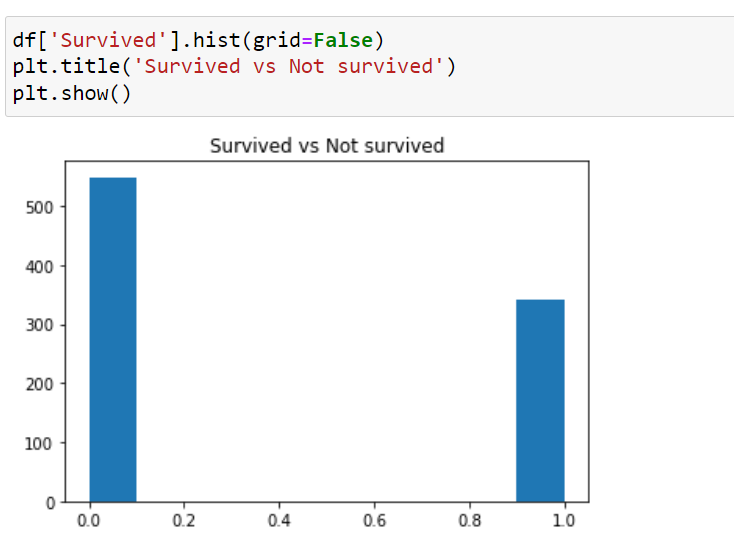 df['Survived'].hist(grid=False)
plt.title('Survived vs Not survived')
plt.show()
Survived vs Not survived
500
400
300
200
100
0
0.0 0.2 0.4 0.6 0.8 1.0